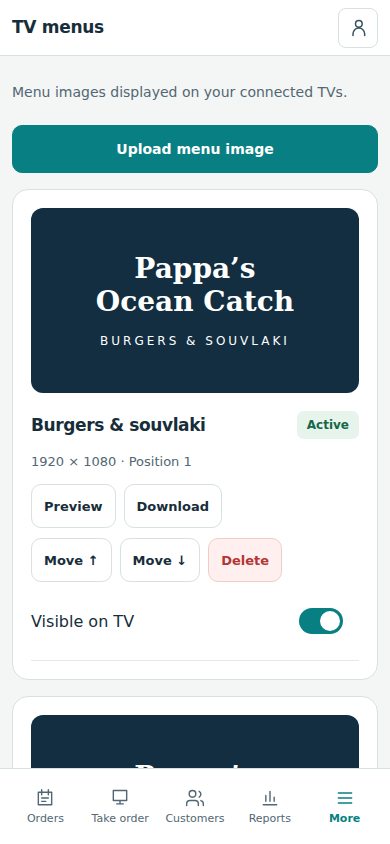 TV menus
Menu images displayed on your connected TVs.
Upload menu image
Pappa’s
Ocean Catch
BURGERS & SOUVLAKI
Burgers & souvlaki
Active
1920 × 1080 · Position 1
Preview
Download
Move ↑
Move ↓
Delete
Visible on TV
Orders
Take order
Customers
Reports
More